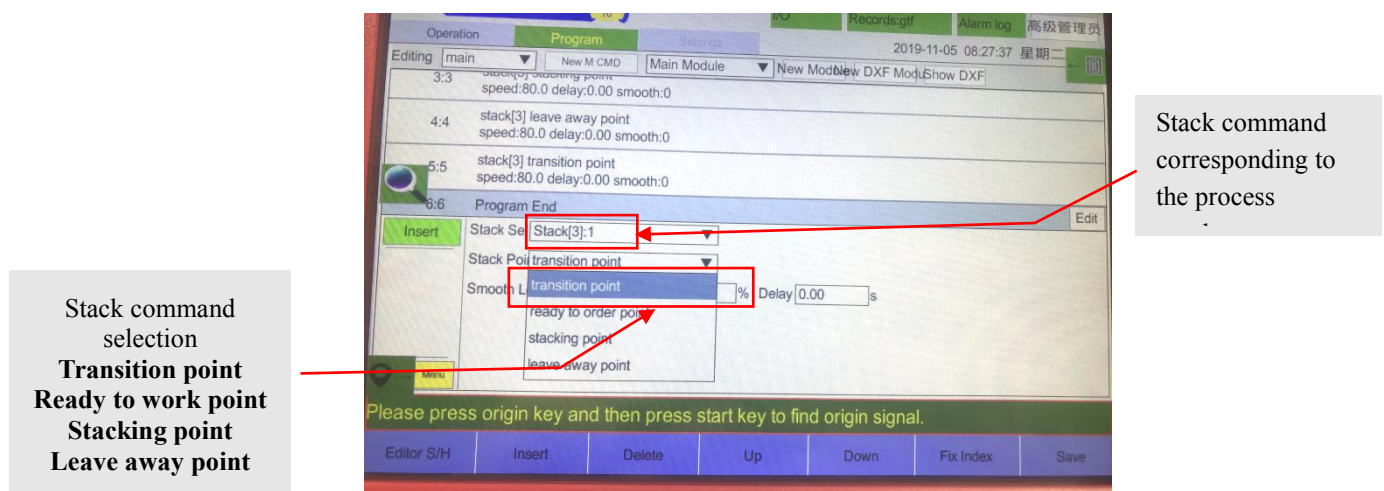 I/O
Records:gtf
Alarm log
高级管理员
Operation
Program
Settings
2019-11-05 08:27:37 星期二
Editing
main
New M CMD
Main Module
New Module
New DXF Modu
Show DXF
3:3
stack[3] stacking point
speed:80.0 delay:0.00 smooth:0
4:4
stack[3] leave away point
speed:80.0 delay:0.00 smooth:0
5:5
stack[3] transition point
speed:80.0 delay:0.00 smooth:0
6:6
Program End
Edit
Insert
Stack Se
Stack[3]:1
Stack Poi
transition point
Smooth L
transition point
% Delay 0.00 s
ready to order poi
stacking point
leave away point
Menu
Please press origin key and then press start key to find origin signal.
Editor S/H
Insert
Delete
Up
Down
Fix Index
Save
Stack command
corresponding to
the process
Stack command
selection
Transition point
Ready to work point
Stacking point
Leave away point